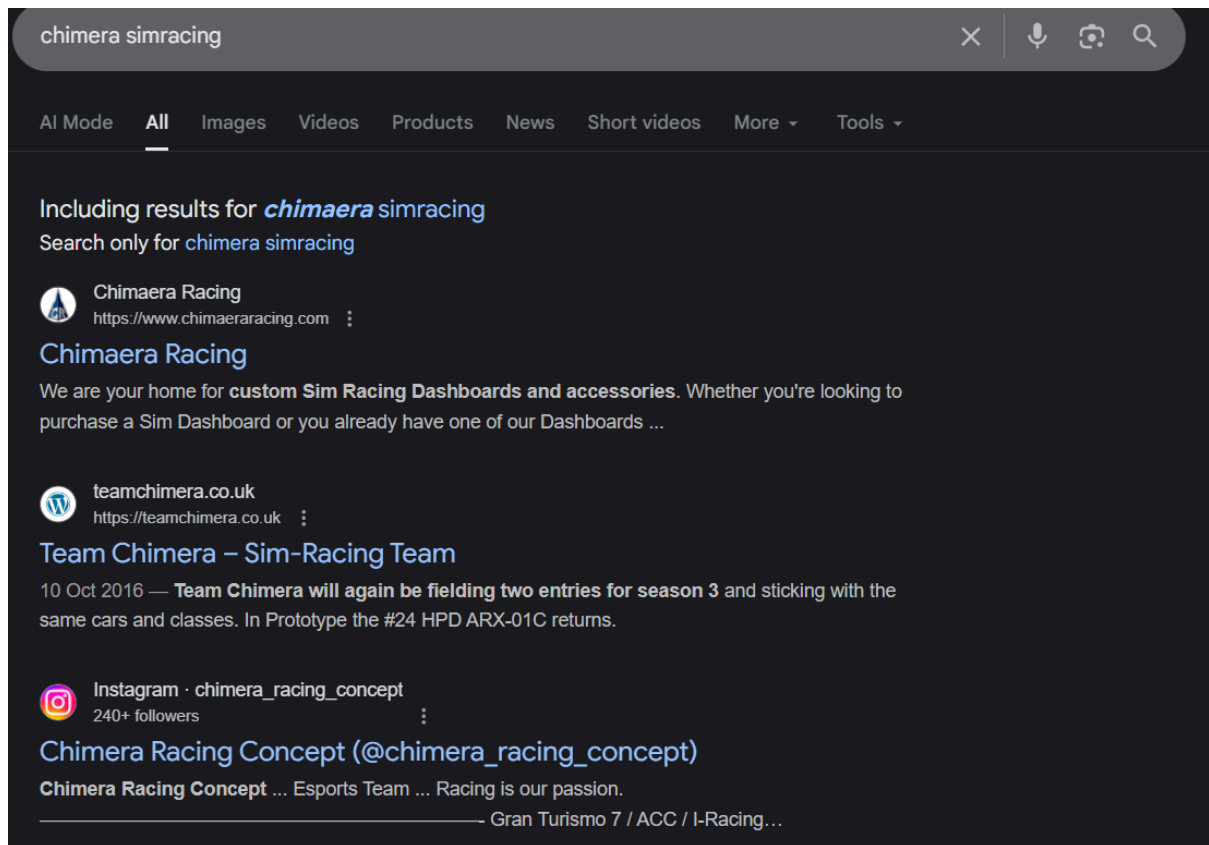 chimera simracing
AI Mode All Images Videos Products News Short videos More Tools
Including results for chimaera simracing
Search only for chimera simracing
Chimaera Racing
https://www.chimaeraracing.com
Chimaera Racing
We are your home for custom Sim Racing Dashboards and accessories. Whether you're looking to
purchase a Sim Dashboard or you already have one of our Dashboards ...
teamchimera.co.uk
https://teamchimera.co.uk
Team Chimera – Sim-Racing Team
10 Oct 2016 — Team Chimera will again be fielding two entries for season 3 and sticking with the
same cars and classes. In Prototype the #24 HPD ARX-01C returns.
Instagram · chimera_racing_concept
240+ followers
Chimera Racing Concept (@chimera_racing_concept)
Chimera Racing Concept ... Esports Team ... Racing is our passion.
————————————————————- Gran Turismo 7 / ACC / I-Racing…